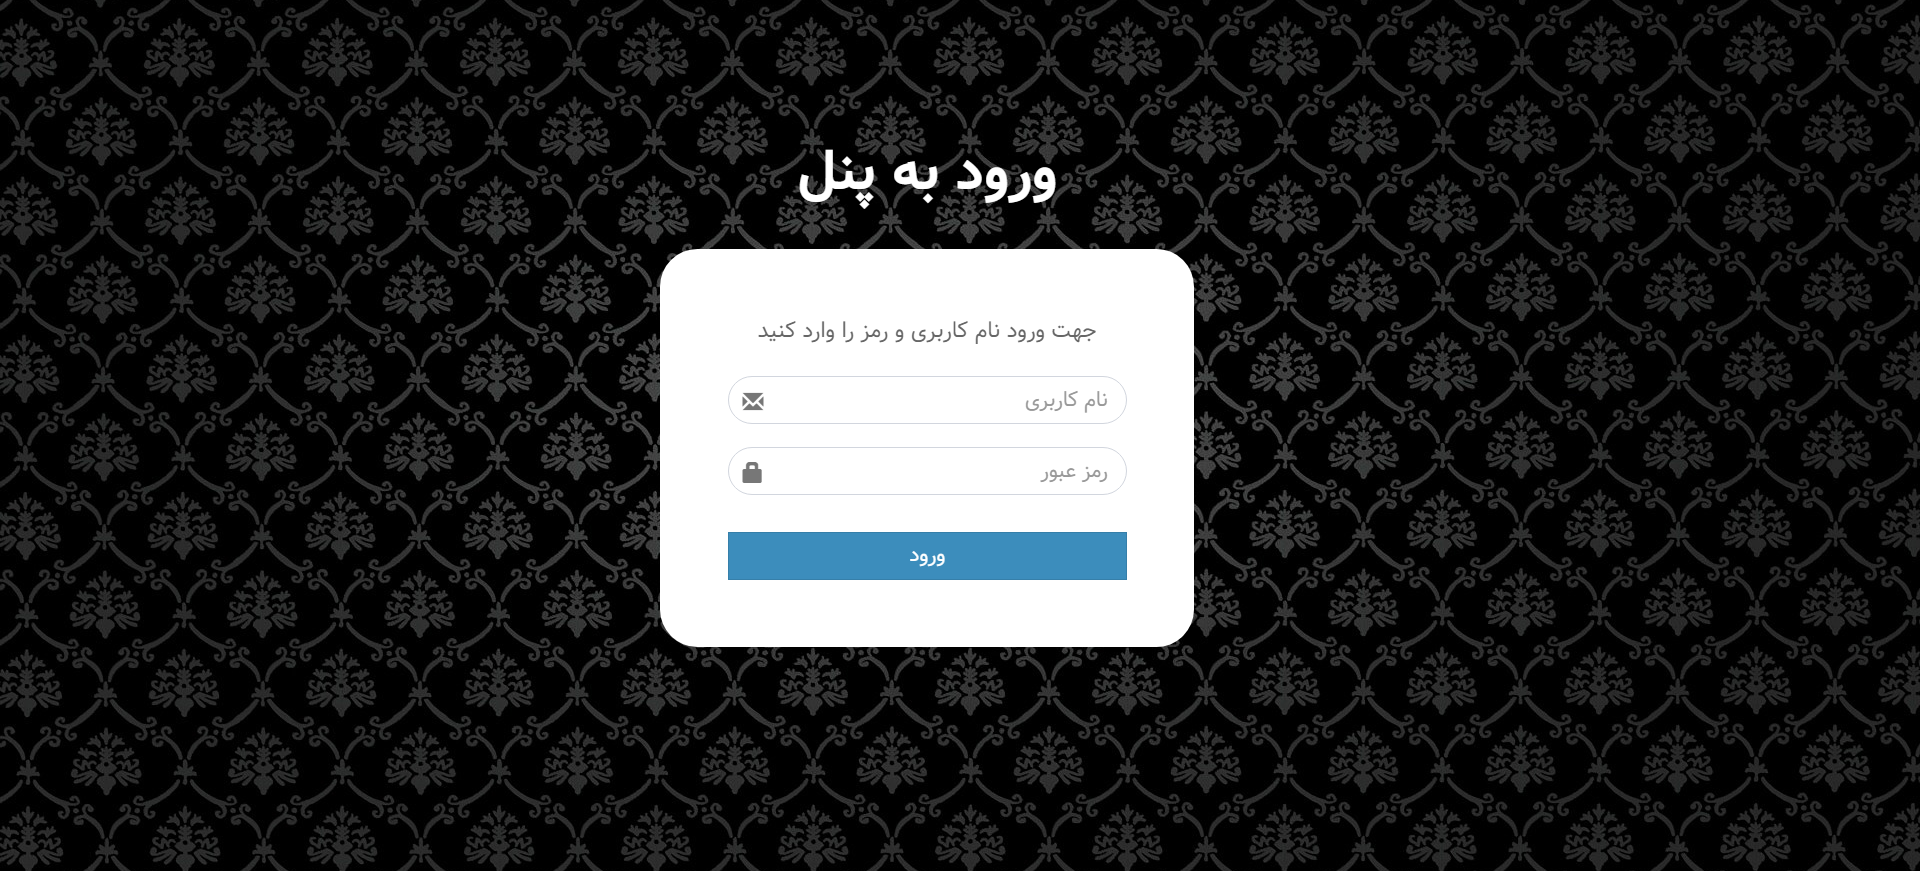 ورود به پنل
جهت ورود نام کاربری و رمز را وارد کنید
نام کاربری
رمز عبور
ورود